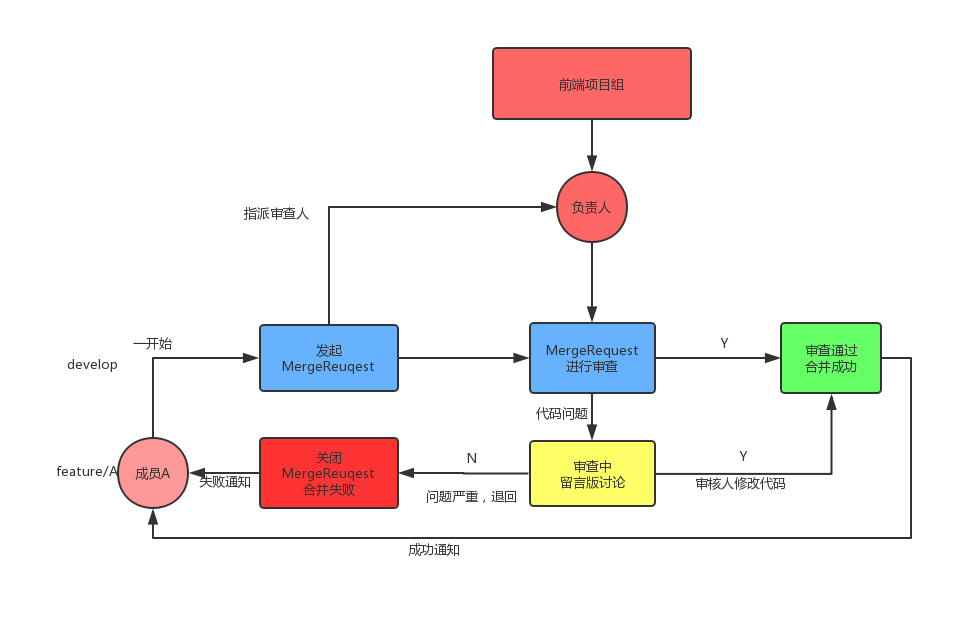 前端项目组
负责人
指派审查人
一开始
develop
发起
MergeReuqest
MergeRequest
进行审查
Y
审查通过
合并成功
代码问题
feature/A
成员A
失败通知
关闭
MergeReuqest
合并失败
N
问题严重，退回
审查中
留言版讨论
Y
审核人修改代码
成功通知